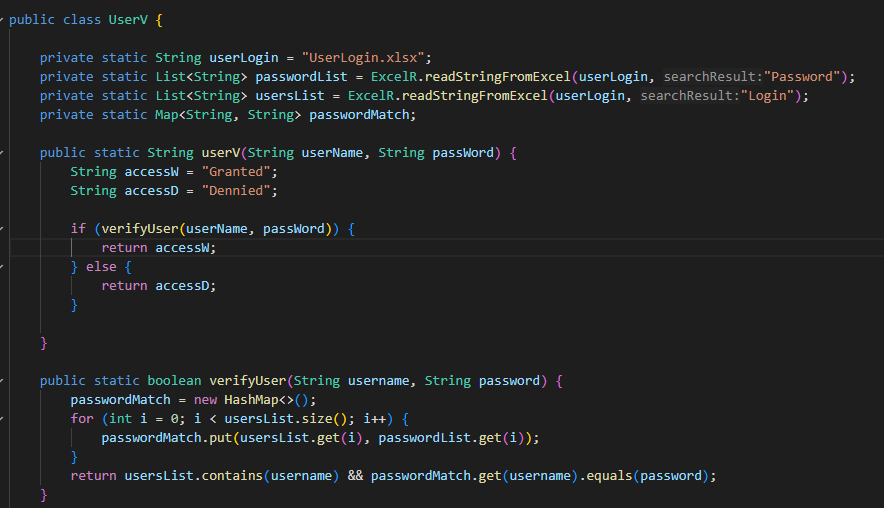 public class UserV {
private static String userLogin = "UserLogin.xlsx";
private static List<String> passwordList = ExcelR.readStringFromExcel(userLogin, searchResult:"Password");
private static List<String> usersList = ExcelR.readStringFromExcel(userLogin, searchResult:"Login");
private static Map<String, String> passwordMatch;
public static String userV(String userName, String passWord) {
String accessW = "Granted";
String accessD = "Dennied";
if (verifyUser(userName, passWord)) {
return accessW;
} else {
return accessD;
}
}
public static boolean verifyUser(String username, String password) {
passwordMatch = new HashMap<>();
for (int i = 0; i < usersList.size(); i++) {
passwordMatch.put(usersList.get(i), passwordList.get(i));
}
return usersList.contains(username) && passwordMatch.get(username).equals(password);
}